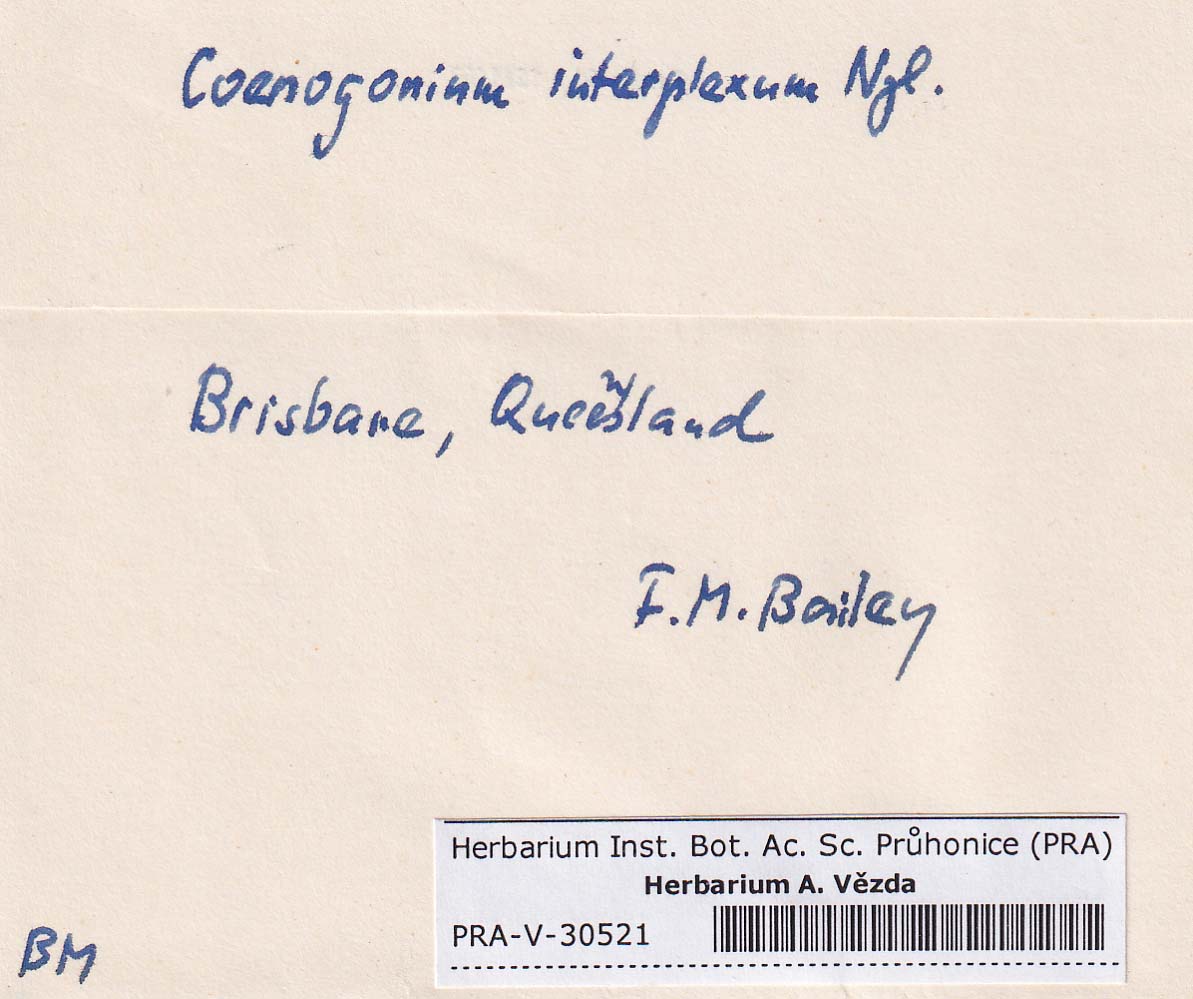 Coenogonium interplexum Nyl.
Brisbane, Queensland
F. M. Bailey
Herbarium Inst. Bot. Ac. Sc. Průhonice (PRA)
Herbarium A. Vězda
PRA-V-30521
BM